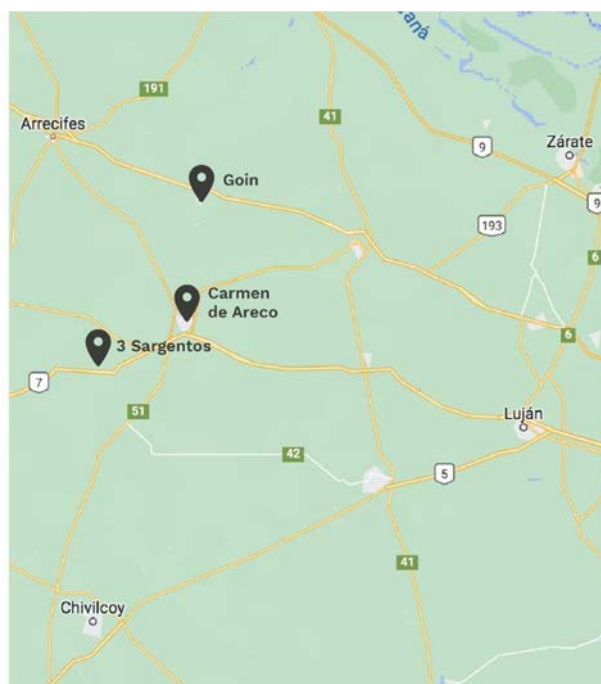 aná
191
41
Arrecifes
Zárate
9
Goin
9
193
6
Carmen
de Areco
6
3 Sargentos
7
51
Luján
42
5
41
Chivilcoy